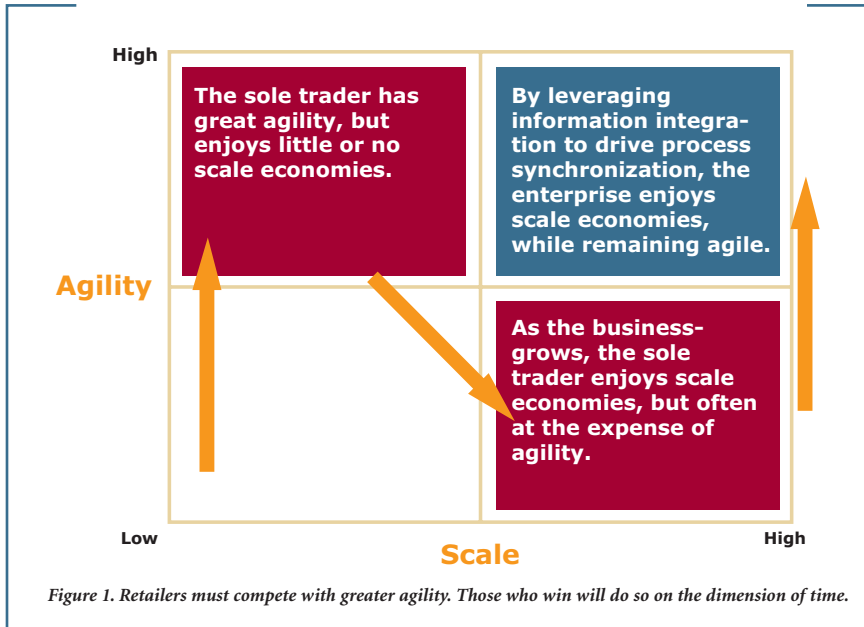 High
The sole trader has
great agility, but
enjoys little or no
scale economies.
By leveraging
information integra-
tion to drive process
synchronization, the
enterprise enjoys
scale economies,
while remaining agile.
Agility
As the business-
grows, the sole
trader enjoys scale
economies, but often
at the expense of
agility.
Low
Scale
High
Figure 1. Retailers must compete with greater agility. Those who win will do so on the dimension of time.